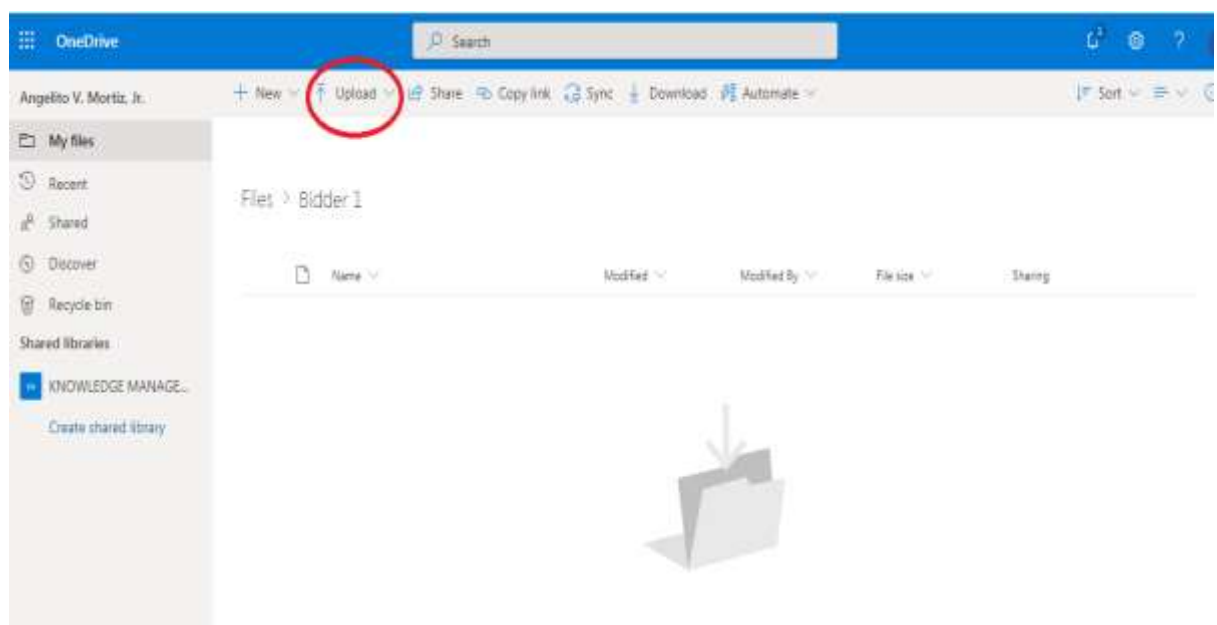 OneDrive
Search
Angelito V. Mortiz, Jr.
New Upload Share Copy link Sync Download Automate
Sort
My files
Recent
Shared
Discover
Recycle bin
Shared libraries
KNOWLEDGE MANAGE...
Create shared library
Files > Bidder 1
Name Modified Modified By File size Sharing